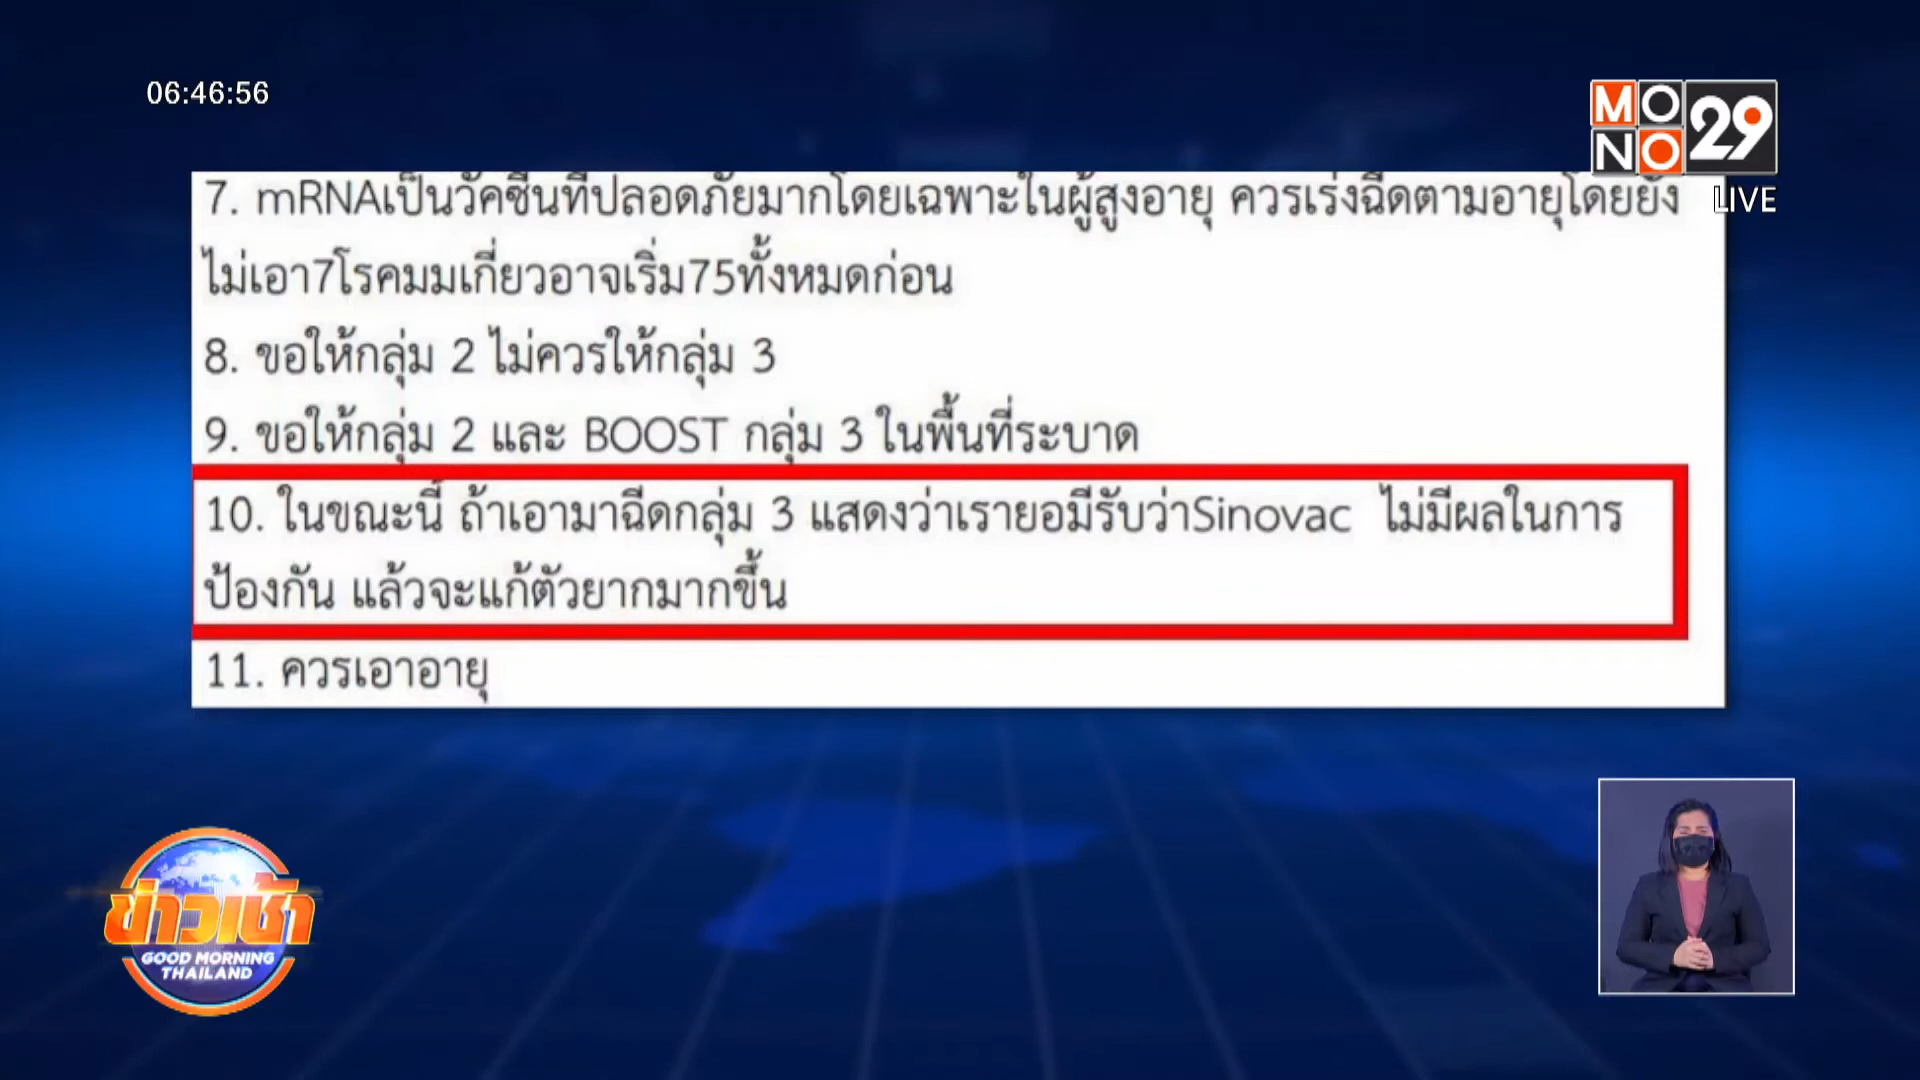 06:46:56
MO
NO
29
LIVE
7. mRNAเป็นวัคซีนที่ปลอดภัยมากโดยเฉพาะในผู้สูงอายุ ควรเร่งฉีดตามอายุโดยยัง
ไม่เอา7โรคมมเกี่ยวอาจเริ่ม75ทั้งหมดก่อน
8. ขอให้กลุ่ม 2 ไม่ควรให้กลุ่ม 3
9. ขอให้กลุ่ม 2 และ BOOST กลุ่ม 3 ในพื้นที่ระบาด
10. ในขณะนี้ ถ้าเอามาฉีดกลุ่ม 3 แสดงว่าเรายอมีรับว่าSinovac ไม่มีผลในการ
ป้องกัน แล้วจะแก้ตัวยากมากขึ้น
11. ควรเอาอายุ
ข่าวเช้า
GOOD MORNING
THAILAND